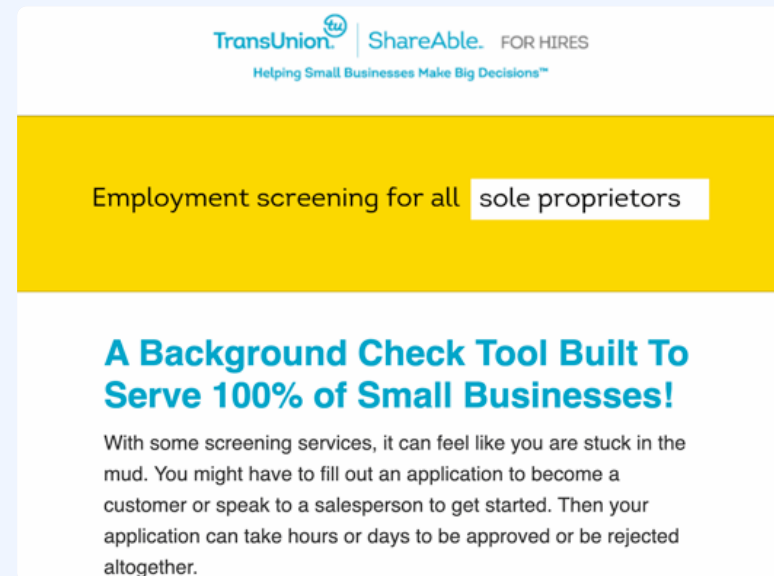 TransUnion. tu ShareAble™ FOR HIRES
Helping Small Businesses Make Big Decisions™
Employment screening for all sole proprietors
A Background Check Tool Built To
Serve 100% of Small Businesses!
With some screening services, it can feel like you are stuck in the
mud. You might have to fill out an application to become a
customer or speak to a salesperson to get started. Then your
application can take hours or days to be approved or be rejected
altogether.